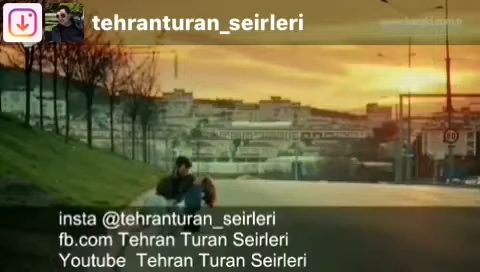 tehranturan_seirleri
insta @tehranturan_seirleri
fb.com Tehran Turan Seirleri
Youtube  Tehran Turan Seirleri